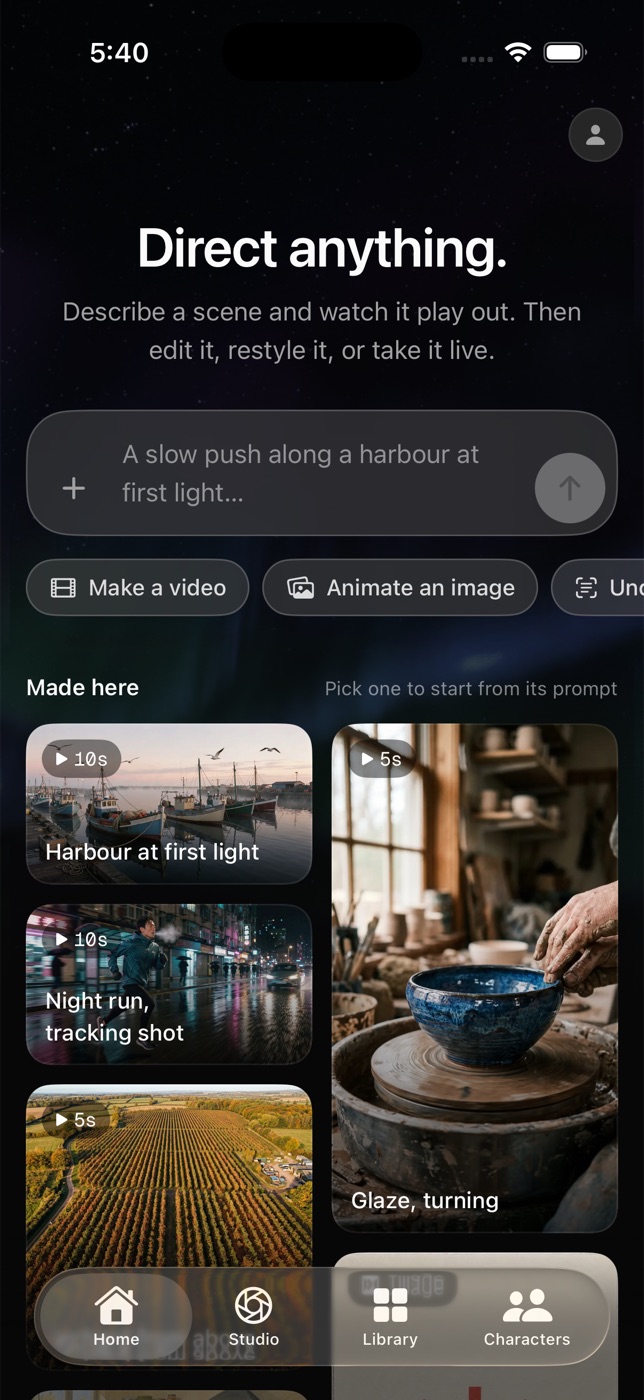 5:40
Direct anything.
Describe a scene and watch it play out. Then
edit it, restyle it, or take it live.
A slow push along a harbour at
first light...
Make a video
Animate an image
Made here
Pick one to start from its prompt
10s
Harbour at first light
5s
10s
Night run,
tracking shot
5s
Glaze, turning
Home
Studio
Library
Characters